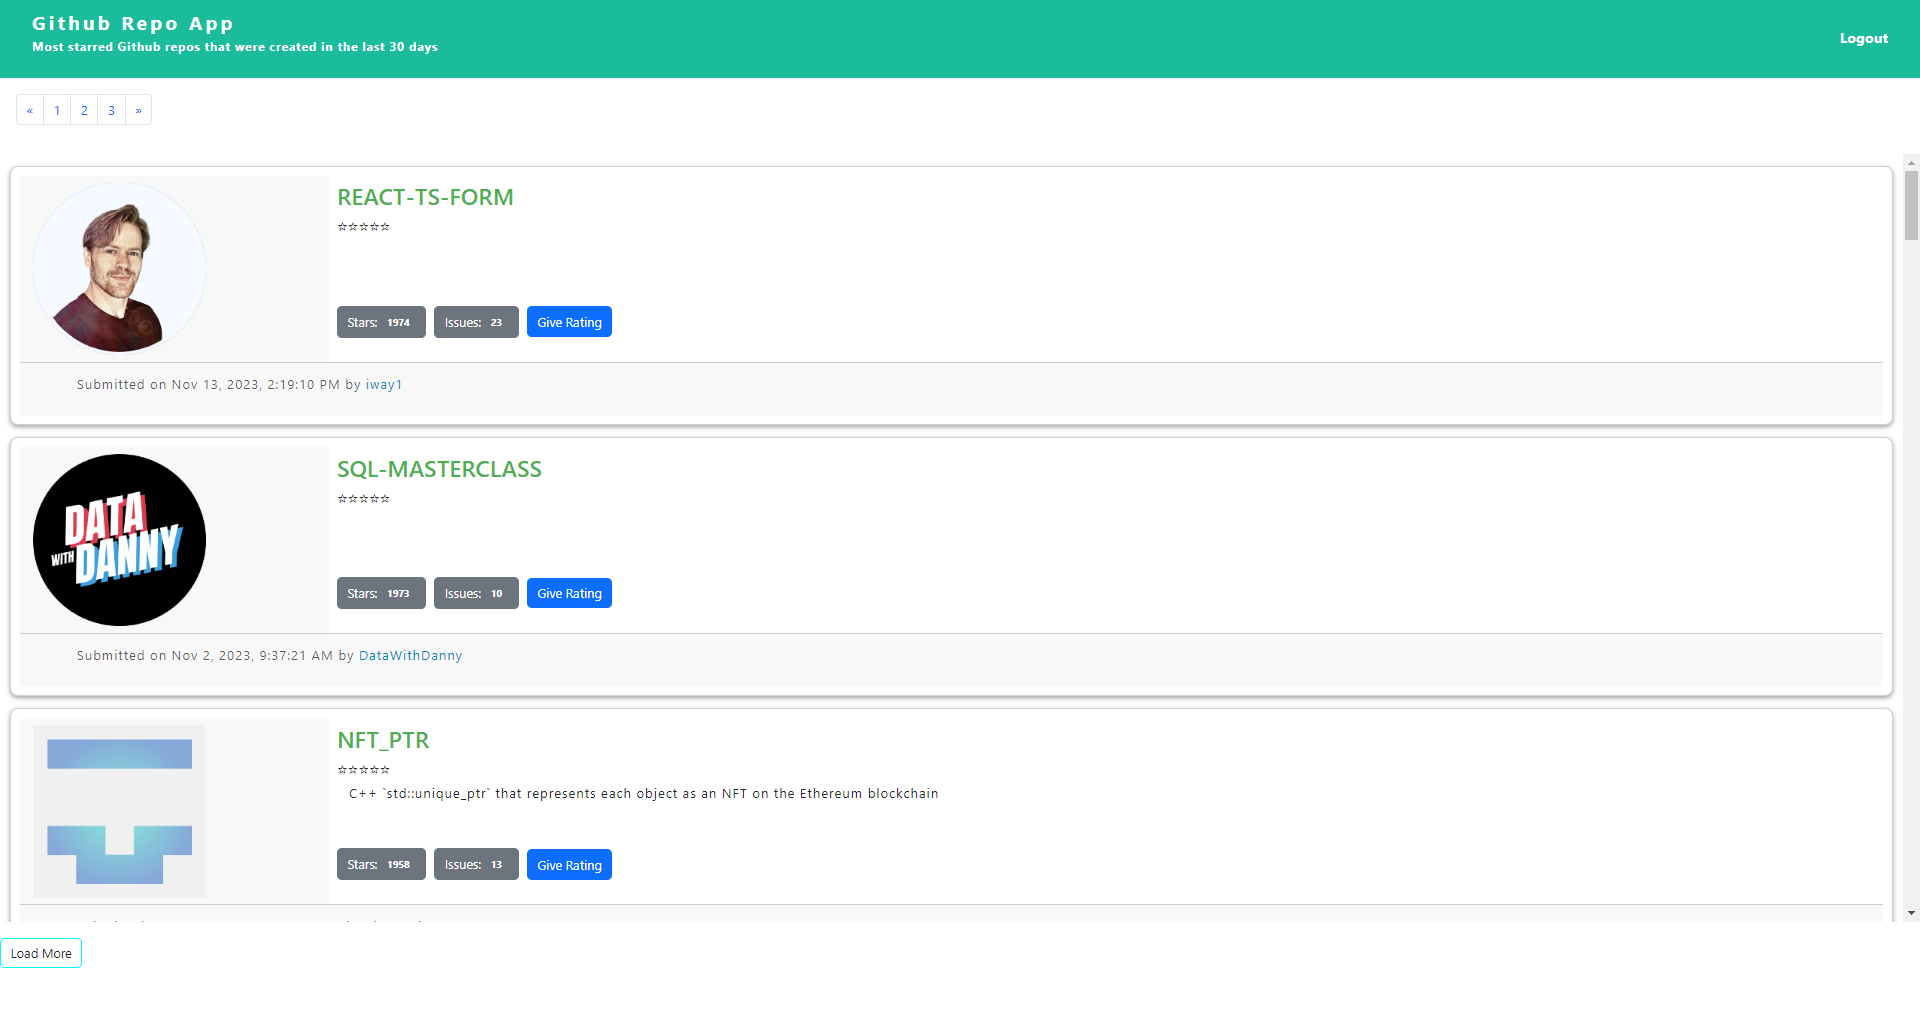 Github Repo App
Most starred Github repos that were created in the last 30 days
Logout
« 1 2 3 »
REACT-TS-FORM
☆☆☆☆☆
Stars: 1974 Issues: 23 Give Rating
Submitted on Nov 13, 2023, 2:19:10 PM by iway1
DATA
WITH DANNY
SQL-MASTERCLASS
☆☆☆☆☆
Stars: 1973 Issues: 10 Give Rating
Submitted on Nov 2, 2023, 9:37:21 AM by DataWithDanny
NFT_PTR
☆☆☆☆☆
C++ `std::unique_ptr` that represents each object as an NFT on the Ethereum blockchain
Stars: 1958 Issues: 13 Give Rating
Load More